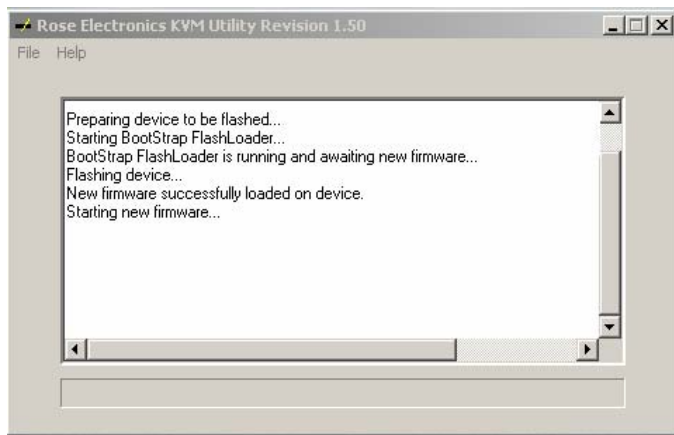 Rose Electronics KVM Utility Revision 1.50
File Help
Preparing device to be flashed...
Starting BootStrap FlashLoader...
BootStrap FlashLoader is running and awaiting new firmware...
Flashing device...
New firmware successfully loaded on device.
Starting new firmware...